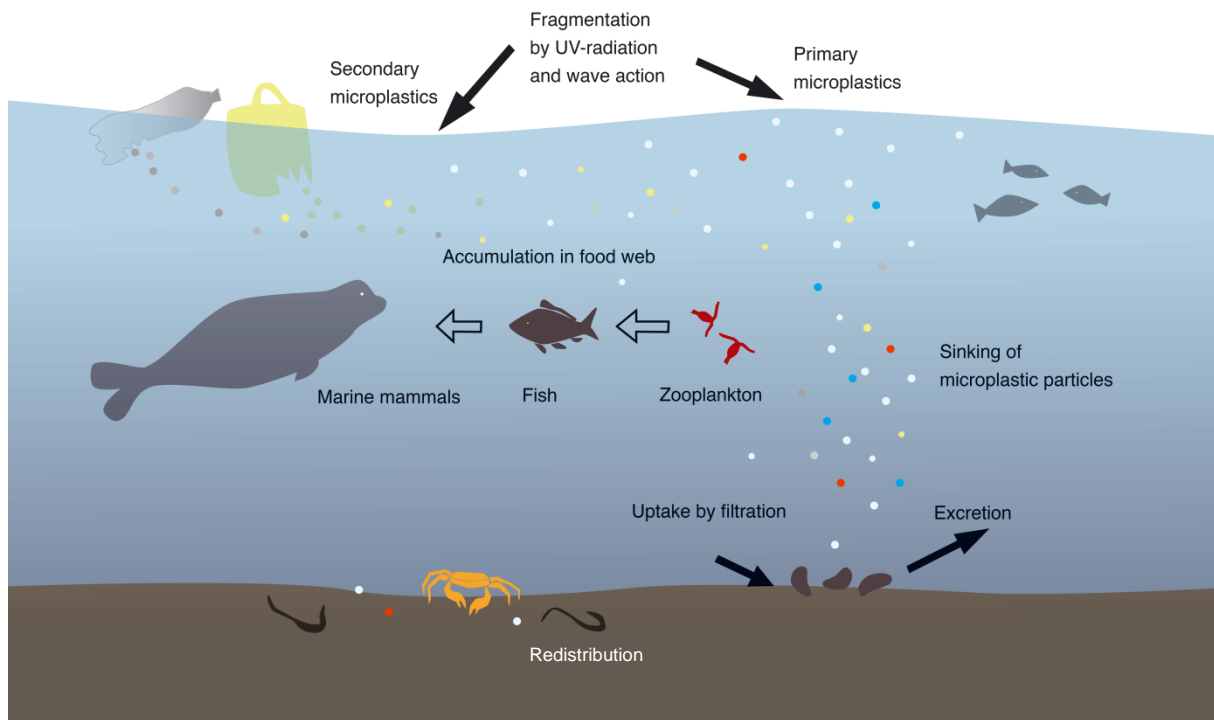 Fragmentation
by UV-radiation
and wave action
Secondary
microplastics
Primary
microplastics
Accumulation in food web
Marine mammals
Fish
Zooplankton
Sinking of
microplastic particles
Uptake by filtration
Excretion
Redistribution